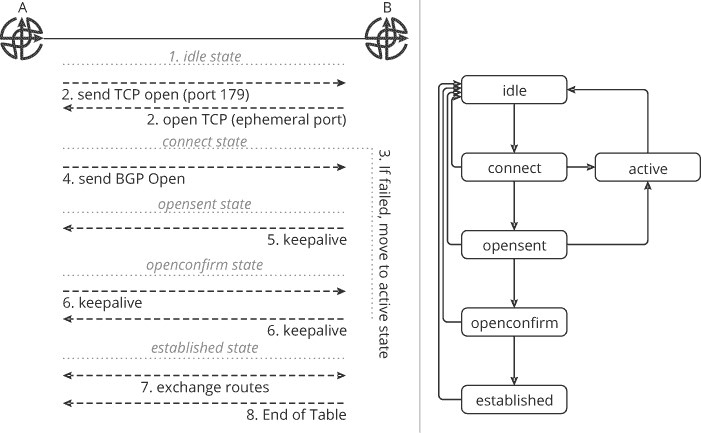 A
B
1. idle state
2. send TCP open (port 179)
2. open TCP (ephemeral port)
connect state
3. If failed, move to active state
4. send BGP Open
opensent state
5. keepalive
openconfirm state
6. keepalive
6. keepalive
established state
7. exchange routes
8. End of Table
idle
connect
active
opensent
openconfirm
established